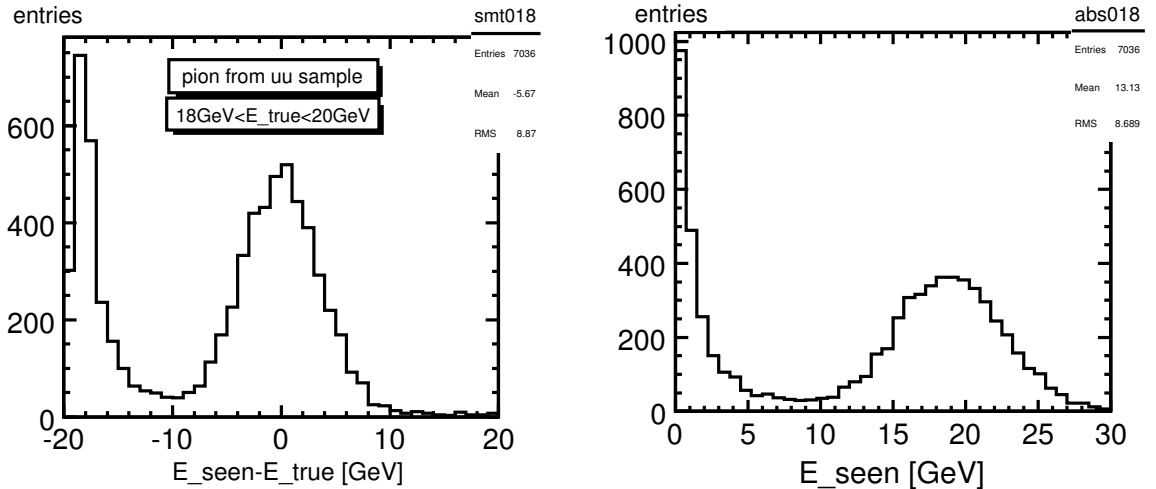 entries
smt018
Entries 7036
Mean -5.67
RMS 8.87
pion from uu sample
18GeV<E_true<20GeV
600
400
200
0
-20 -10 0 10 20
E_seen-E_true [GeV]
entries
abs018
Entries 7036
Mean 13.13
RMS 8.689
1000
800
600
400
200
0
0 5 10 15 20 25 30
E_seen [GeV]